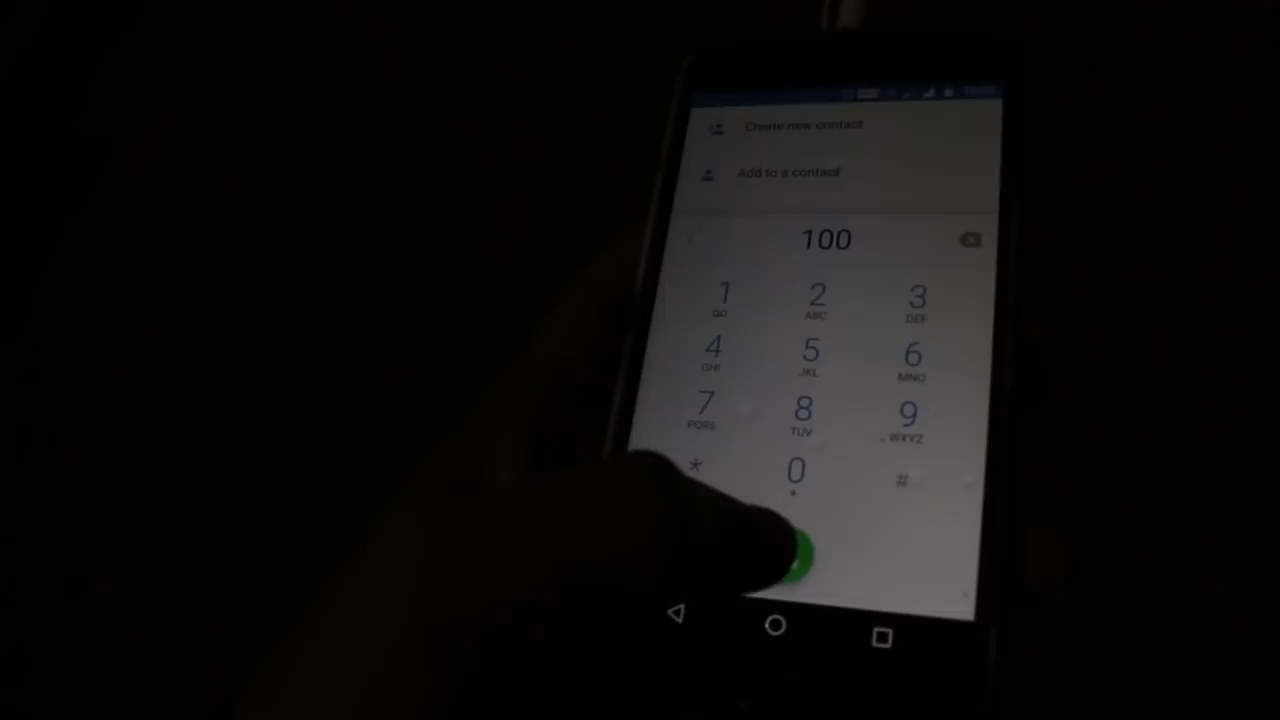 Create new contact
Add to a contact
100
1 2 3
ABC DEF
4 5 6
GHI JKL MNO
7 8 9
PQRS TUV WXYZ
* 0 #
+